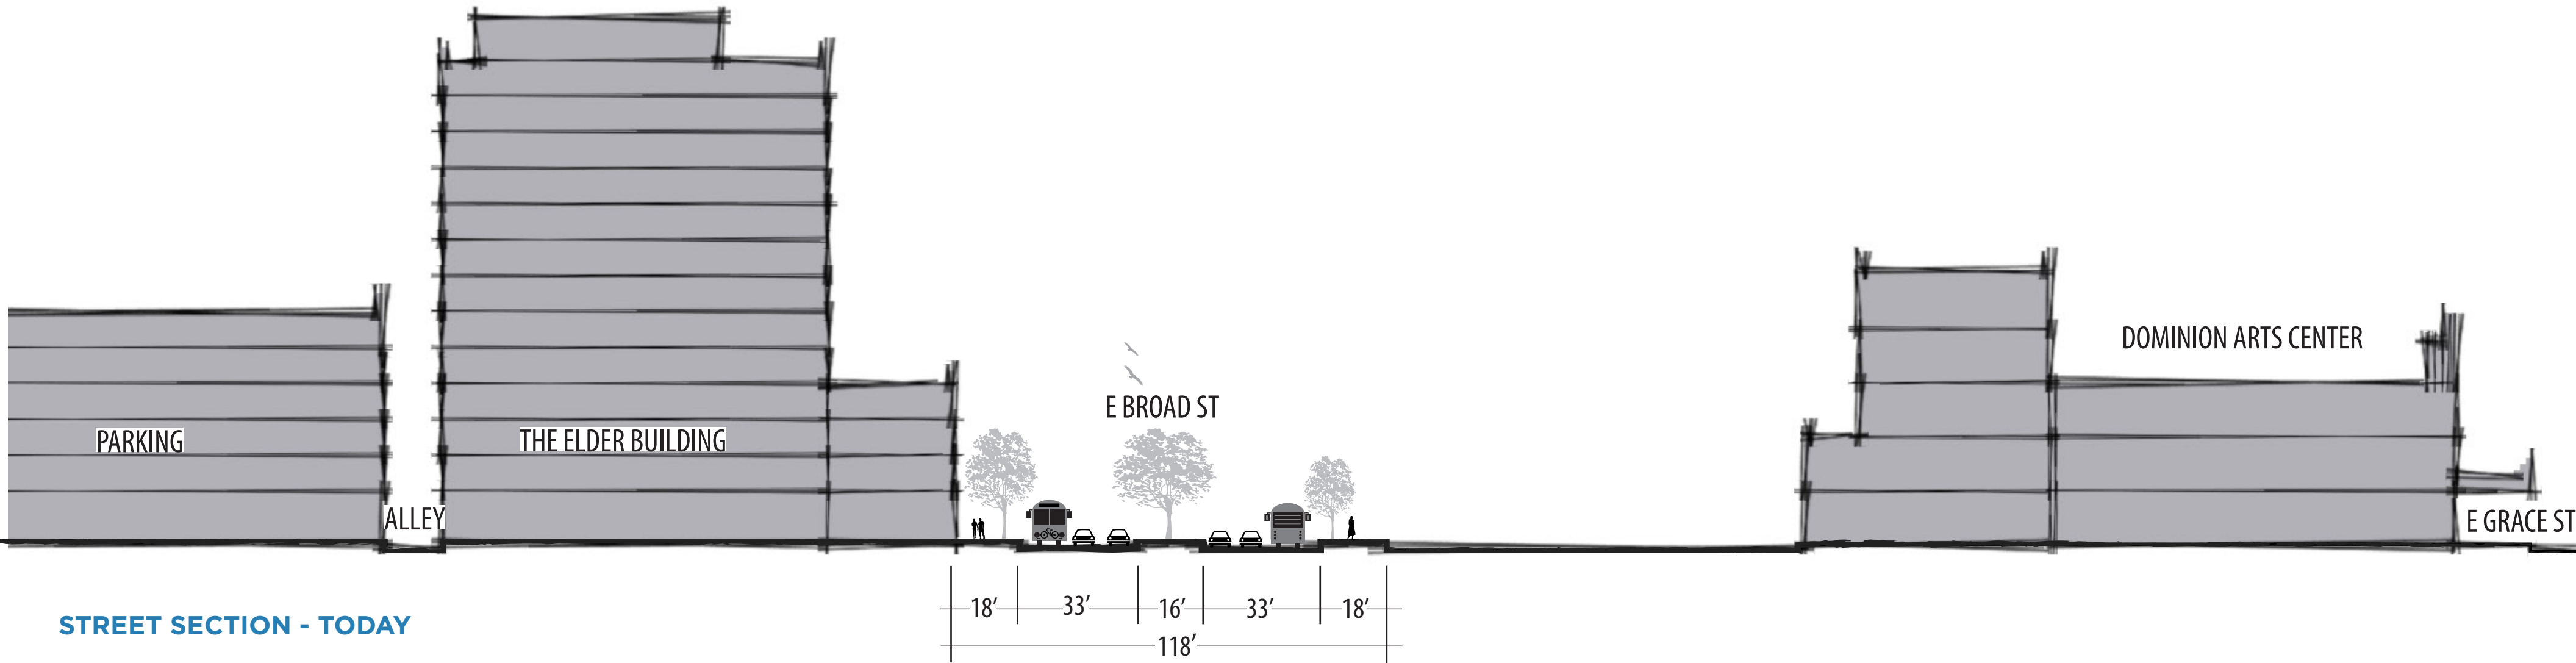 DOMINION ARTS CENTER
E BROAD ST
PARKING
THE ELDER BUILDING
ALLEY
E GRACE ST
18′
33′
16′
33′
18′
118′
STREET SECTION - TODAY